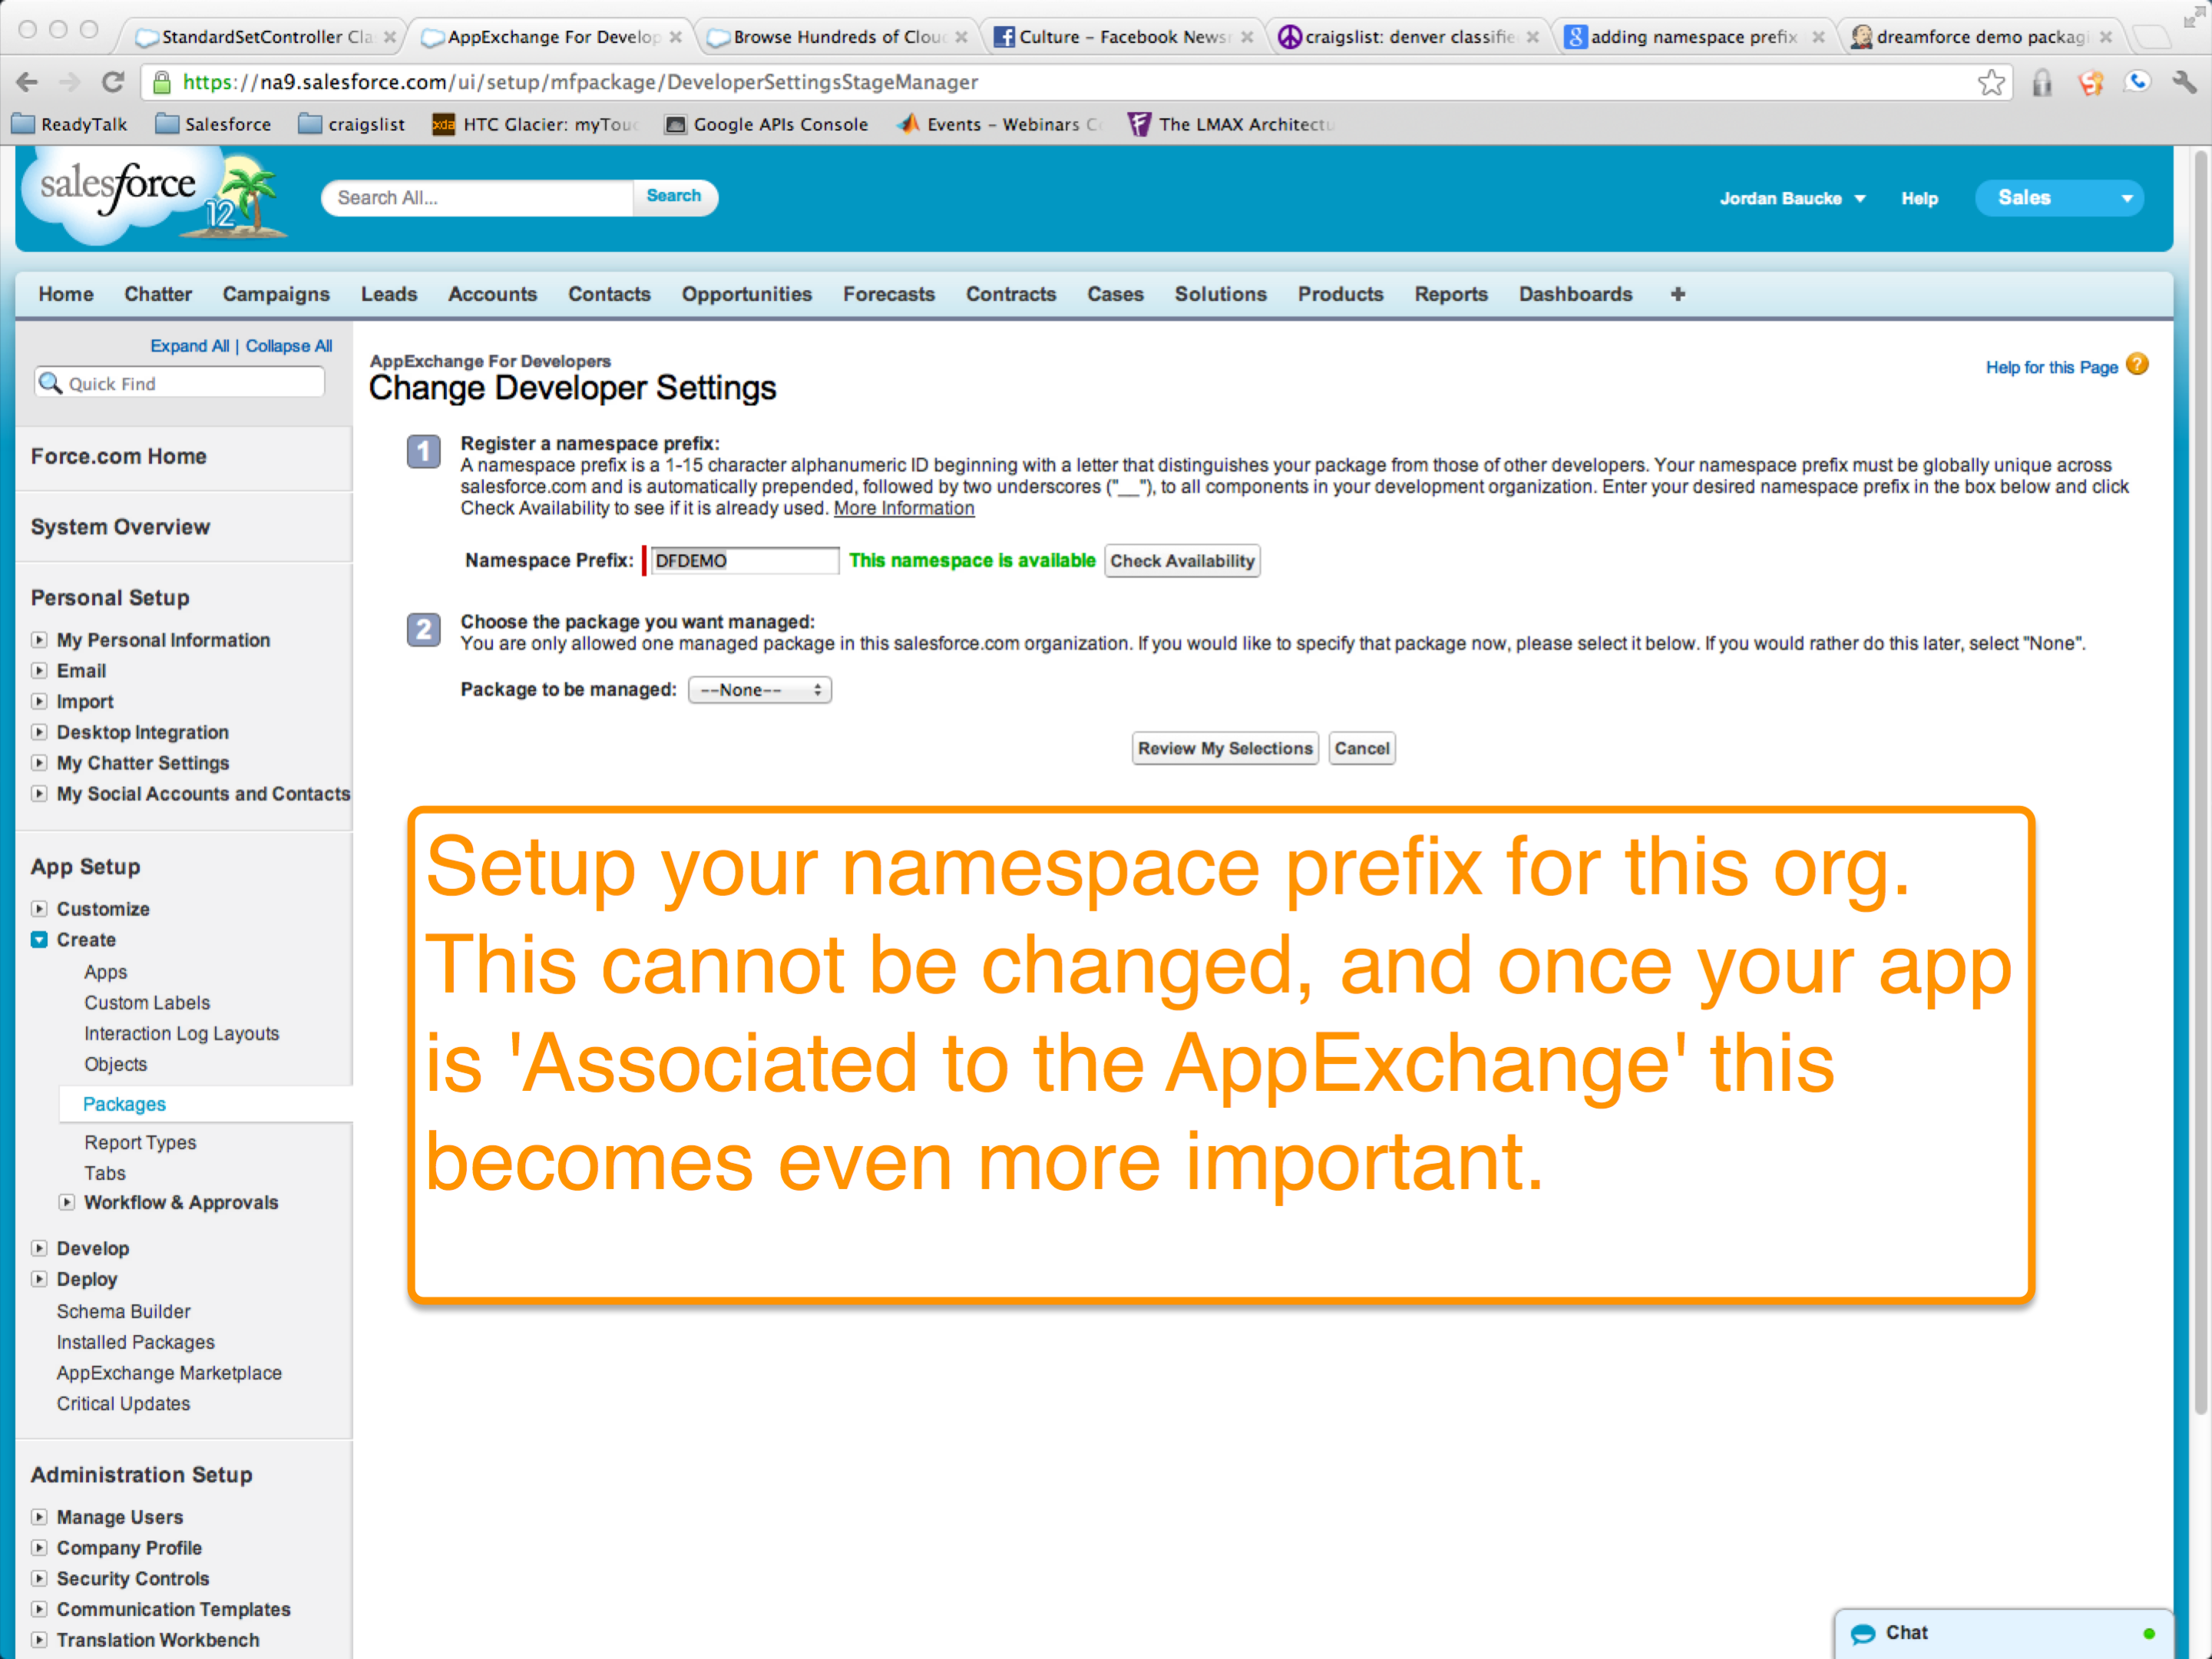 StandardSetController Cla
AppExchange For Develop
Browse Hundreds of Clou
Culture – Facebook News
craigslist: denver classifie
adding namespace prefix
dreamforce demo packagi
https://na9.salesforce.com/ui/setup/mfpackage/DeveloperSettingsStageManager
ReadyTalk
Salesforce
craigslist
xda
HTC Glacier: myTou
Google APIs Console
Events – Webinars C
The LMAX Architectu
salesforce
12
Search All...
Search
Jordan Baucke
Help
Sales
Home Chatter Campaigns Leads Accounts Contacts Opportunities Forecasts Contracts Cases Solutions Products Reports Dashboards +
Expand All | Collapse All
Quick Find
Force.com Home
System Overview
Personal Setup
My Personal Information
Email
Import
Desktop Integration
My Chatter Settings
My Social Accounts and Contacts
App Setup
Customize
Create
Apps
Custom Labels
Interaction Log Layouts
Objects
Packages
Report Types
Tabs
Workflow & Approvals
Develop
Deploy
Schema Builder
Installed Packages
AppExchange Marketplace
Critical Updates
Administration Setup
Manage Users
Company Profile
Security Controls
Communication Templates
Translation Workbench
AppExchange For Developers
Change Developer Settings
Help for this Page ?
1 Register a namespace prefix:
A namespace prefix is a 1-15 character alphanumeric ID beginning with a letter that distinguishes your package from those of other developers. Your namespace prefix must be globally unique across
salesforce.com and is automatically prepended, followed by two underscores ("__"), to all components in your development organization. Enter your desired namespace prefix in the box below and click
Check Availability to see if it is already used. More Information
Namespace Prefix: DFDEMO This namespace is available Check Availability
2 Choose the package you want managed:
You are only allowed one managed package in this salesforce.com organization. If you would like to specify that package now, please select it below. If you would rather do this later, select "None".
Package to be managed: --None--
Review My Selections Cancel
Setup your namespace prefix for this org.
This cannot be changed, and once your app
is 'Associated to the AppExchange' this
becomes even more important.
Chat